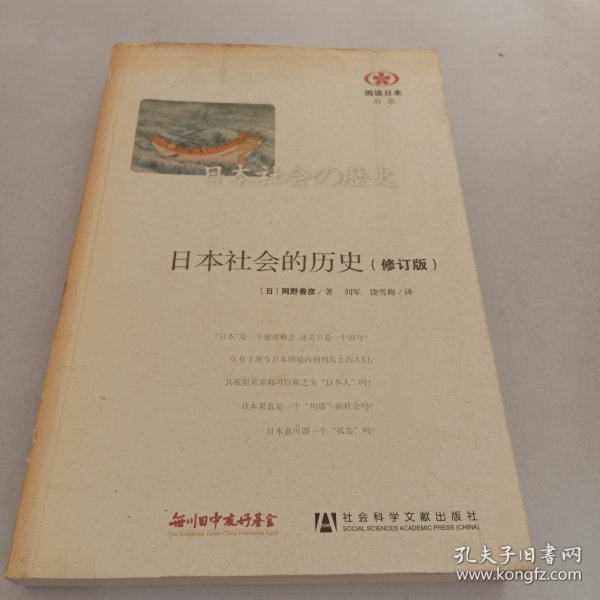 阅读日本
书系
日本社会の歴史
日本社会的历史（修订版）
〔日〕网野善彦／著 刘军 饶雪梅／译
“日本”是一个地理概念，还是只是一个国号？
生存于现今日本国境内的列岛上的人们，
其祖祖辈辈都可以称之为“日本人”吗？
日本果真是一个“均质”的社会吗？
日本真可谓一个“孤岛”吗？
笹川日中友好基金
The Sasakawa Japan-China Friendship Fund
社会科学文献出版社
SOCIAL SCIENCES ACADEMIC PRESS (CHINA)
孔夫子旧书网
www.kongfz.com